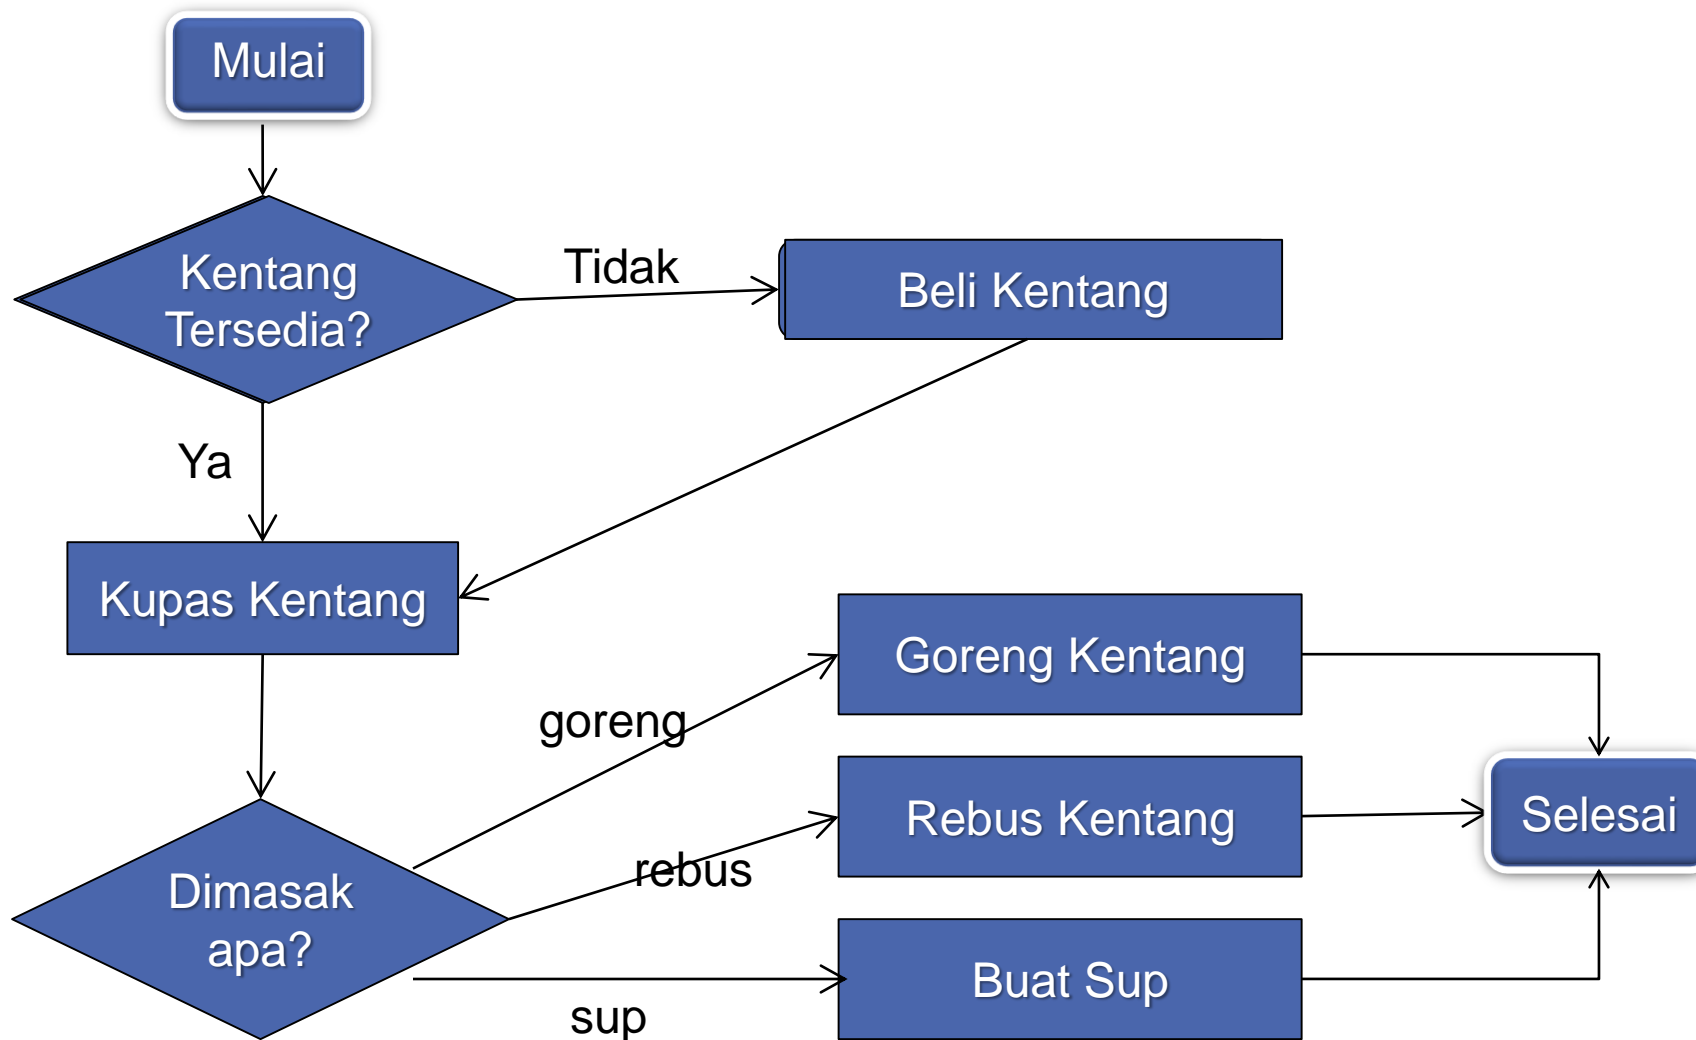 Mulai
Kentang
Tersedia?
Tidak
Beli Kentang
Ya
Kupas Kentang
goreng
Goreng Kentang
Dimasak
apa?
rebus
Rebus Kentang
sup
Buat Sup
Selesai